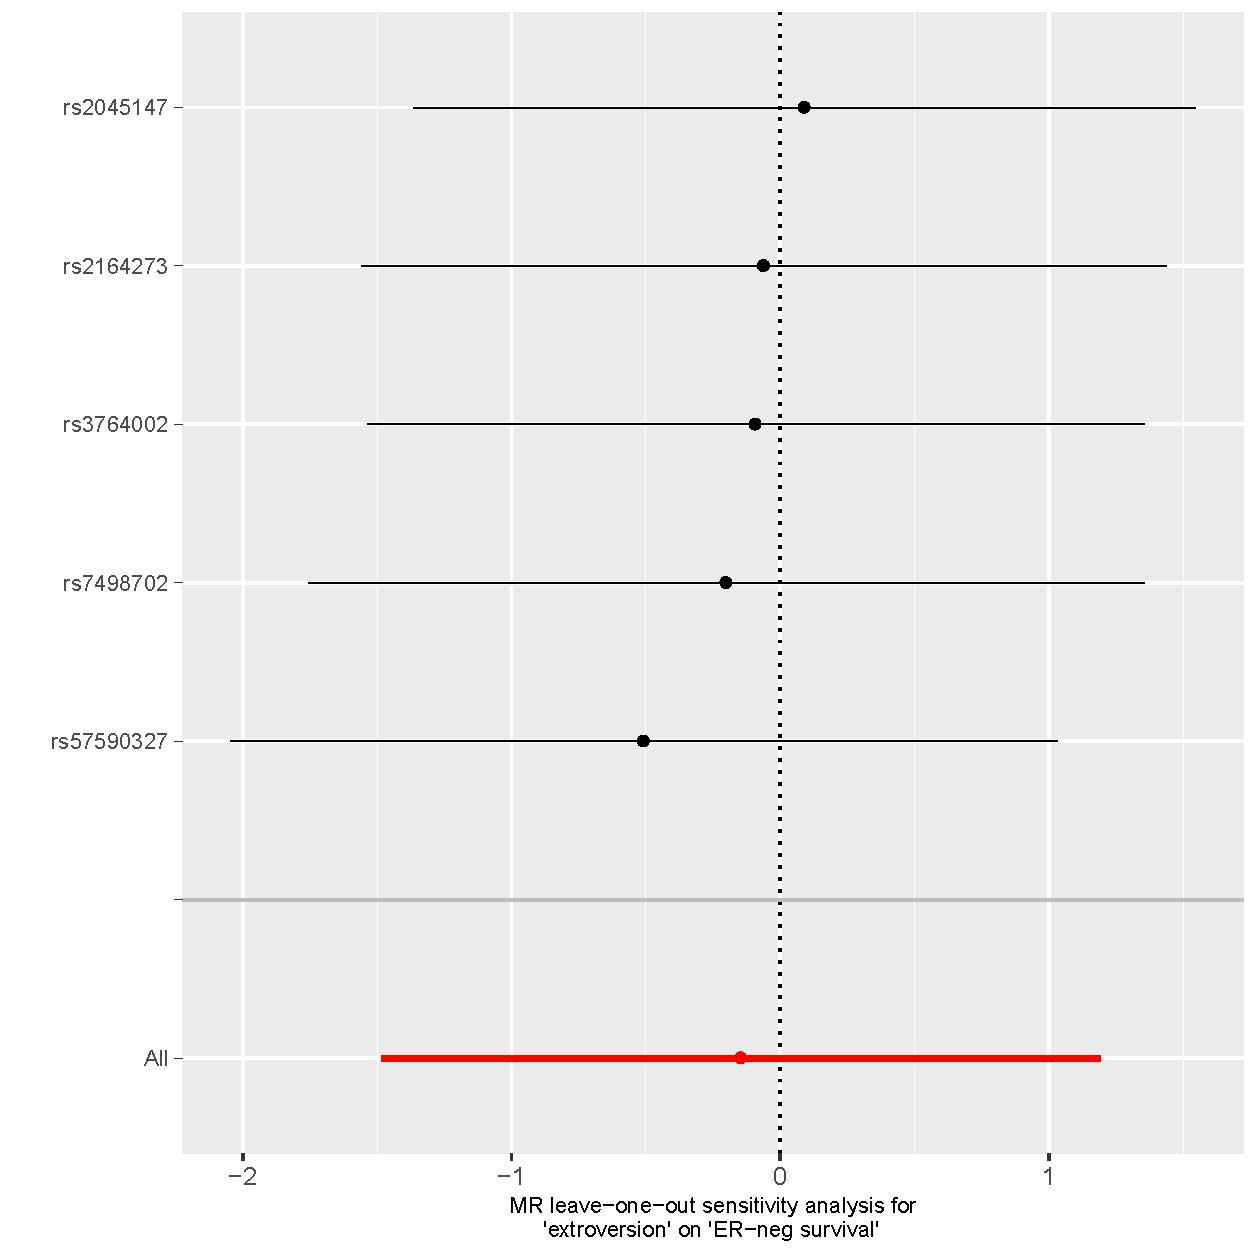 rs2045147
rs2164273
rs3764002
rs7498702
rs57590327
All
−2 −1 0 1
MR leave−one−out sensitivity analysis for
'extroversion' on 'ER−neg survival'